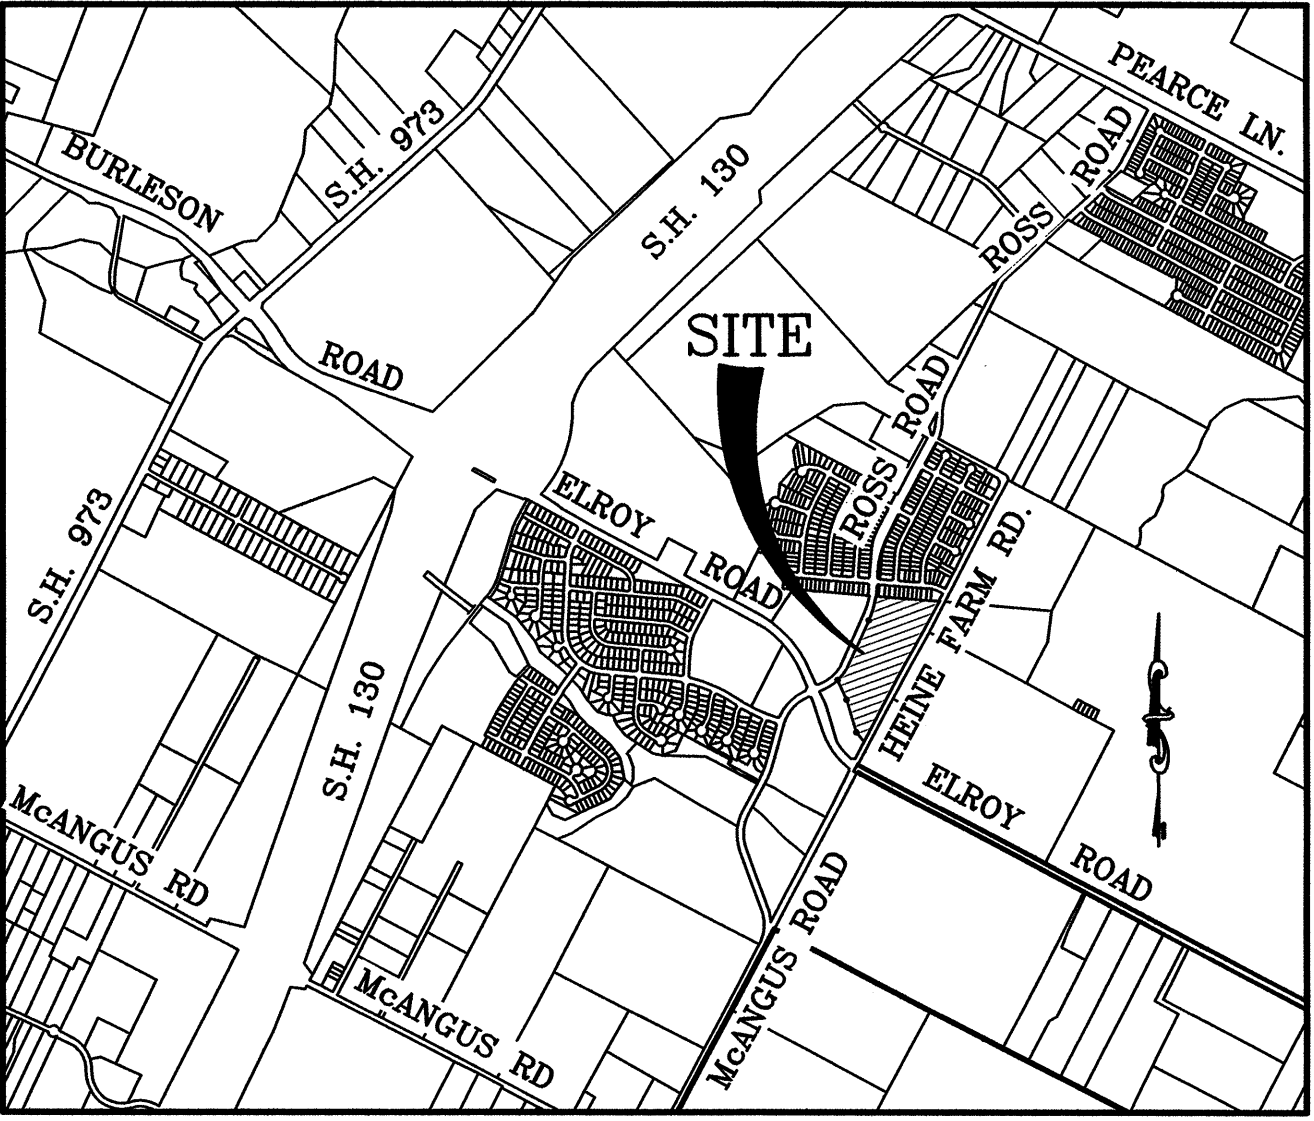 PEARCE LN.
S.H. 973
BURLESON
ROAD
S.H. 130
ROSS ROAD
SITE
ROAD
ROSS
ELROY
ROAD
S.H. 973
HEINE FARM RD.
S.H. 130
ELROY
ROAD
McANGUS RD
McANGUS ROAD
McANGUS RD